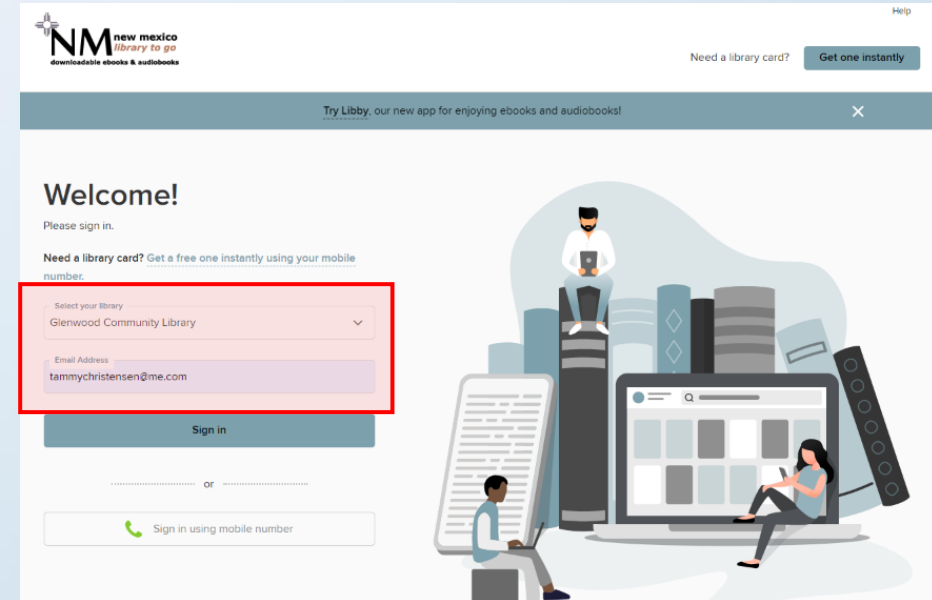 Help
NM new mexico
library to go
downloadable ebooks & audiobooks
Need a library card? Get one instantly
Try Libby, our new app for enjoying ebooks and audiobooks!
Welcome!
Please sign in.
Need a library card? Get a free one instantly using your mobile
number.
Select your library
Glenwood Community Library
Email Address
tammychristensen@me.com
Sign in
or
Sign in using mobile number